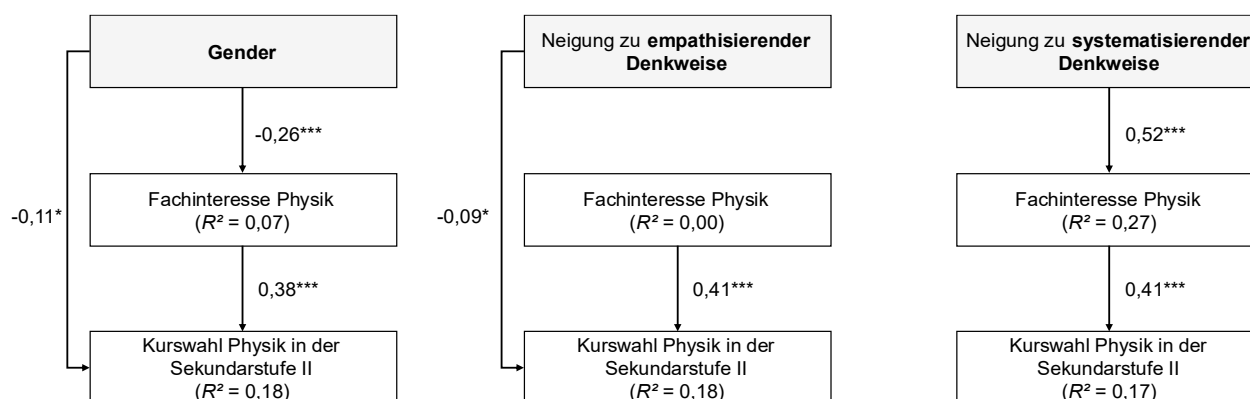 Gender
-0,26***
Fachinteresse Physik
(R² = 0,07)
-0,11*
0,38***
Kurswahl Physik in der
Sekundarstufe II
(R² = 0,18)
Neigung zu empathisierender
Denkweise
Fachinteresse Physik
(R² = 0,00)
-0,09*
0,41***
Kurswahl Physik in der
Sekundarstufe II
(R² = 0,18)
Neigung zu systematisierender
Denkweise
0,52***
Fachinteresse Physik
(R² = 0,27)
0,41***
Kurswahl Physik in der
Sekundarstufe II
(R² = 0,17)